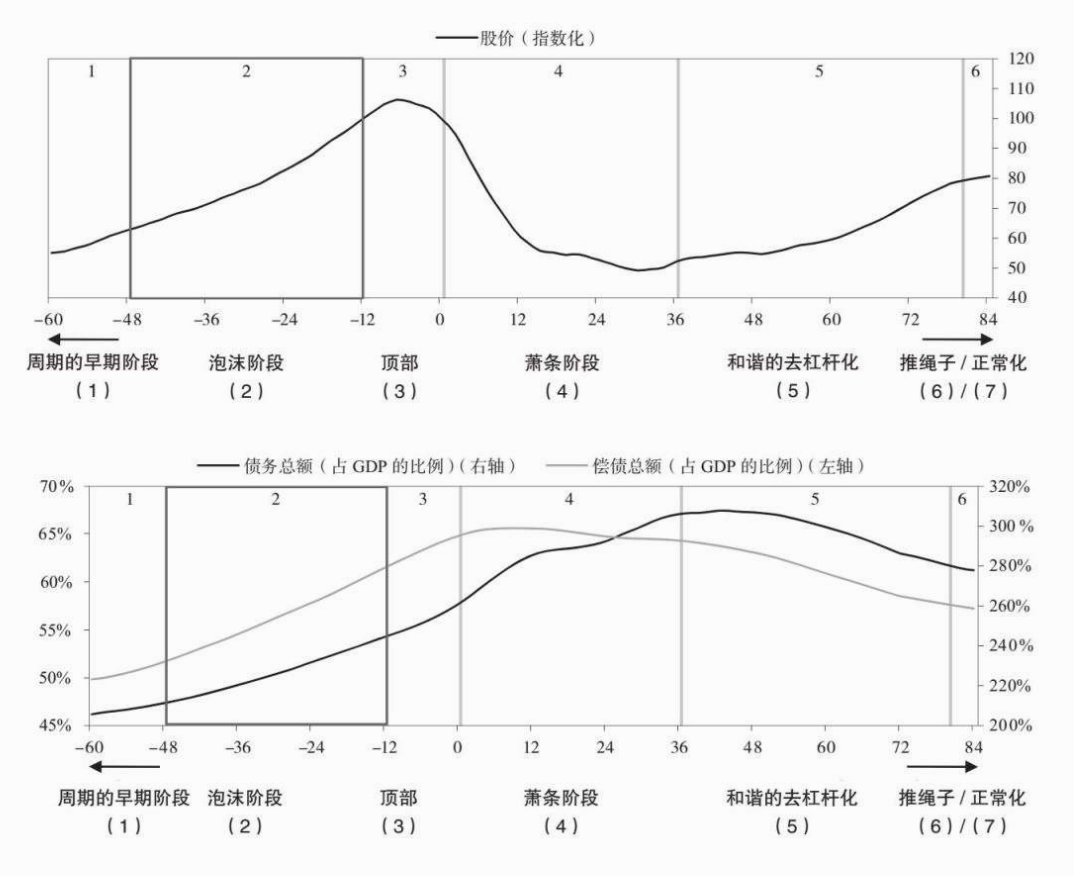 股价（指数化）
1 2 3 4 5 6
120
110
100
90
80
70
60
50
40
−60 −48 −36 −24 −12 0 12 24 36 48 60 72 84
周期的早期阶段 泡沫阶段 顶部 萧条阶段 和谐的去杠杆化 推绳子/正常化
（1） （2） （3） （4） （5） （6）/（7）
债务总额（占 GDP 的比例）（右轴） 偿债总额（占 GDP 的比例）（左轴）
1 2 3 4 5 6
70%
65%
60%
55%
50%
45%
320%
300%
280%
260%
240%
220%
200%
−60 −48 −36 −24 −12 0 12 24 36 48 60 72 84
周期的早期阶段 泡沫阶段 顶部 萧条阶段 和谐的去杠杆化 推绳子/正常化
（1） （2） （3） （4） （5） （6）/（7）